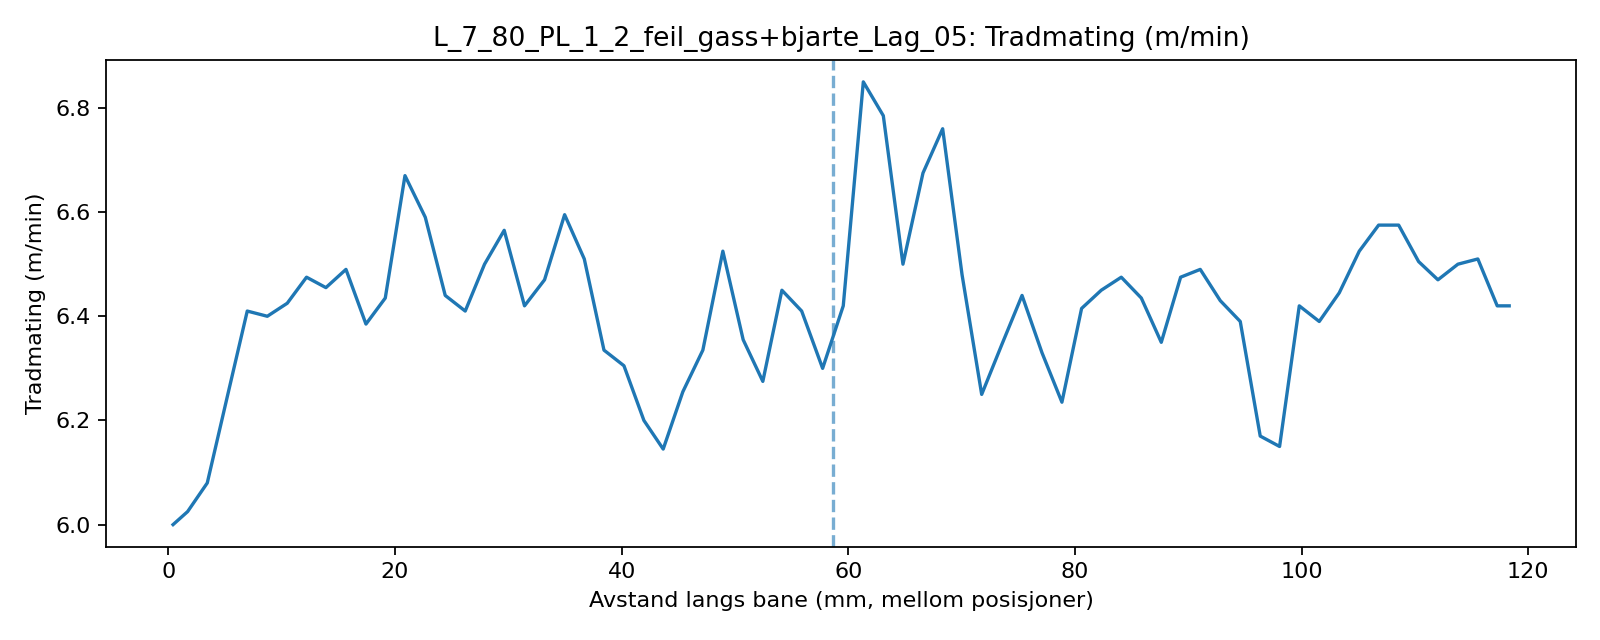 L_7_80_PL_1_2_feil_gass+bjarte_Lag_05: Tradmating (m/min)
Tradmating (m/min)
6.8
6.6
6.4
6.2
6.0
0 20 40 60 80 100 120
Avstand langs bane (mm, mellom posisjoner)